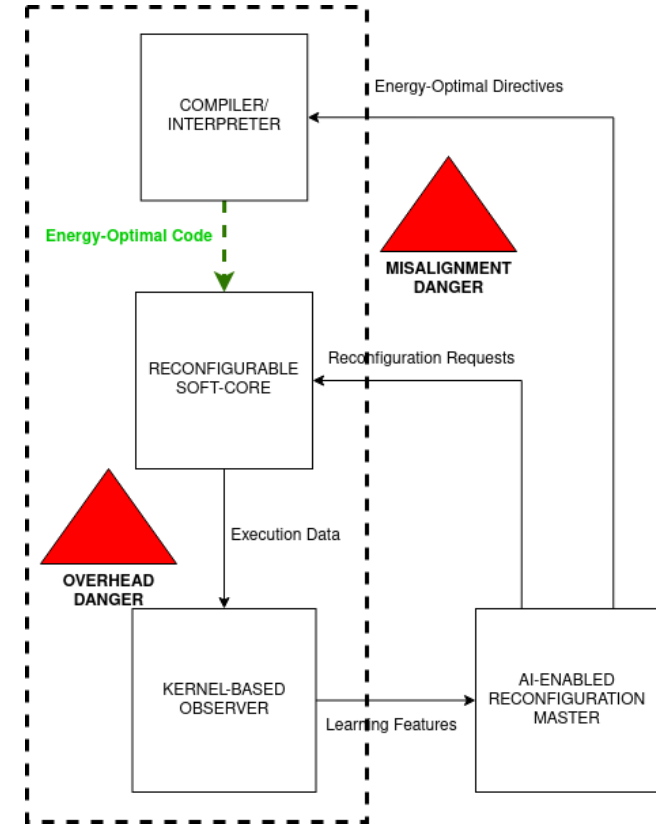 Energy-Optimal Directives
COMPILER/
INTERPRETER
Energy-Optimal Code
MISALIGNMENT
DANGER
Reconfiguration Requests
RECONFIGURABLE
SOFT-CORE
Execution Data
OVERHEAD
DANGER
KERNEL-BASED
OBSERVER
Learning Features
AI-ENABLED
RECONFIGURATION
MASTER